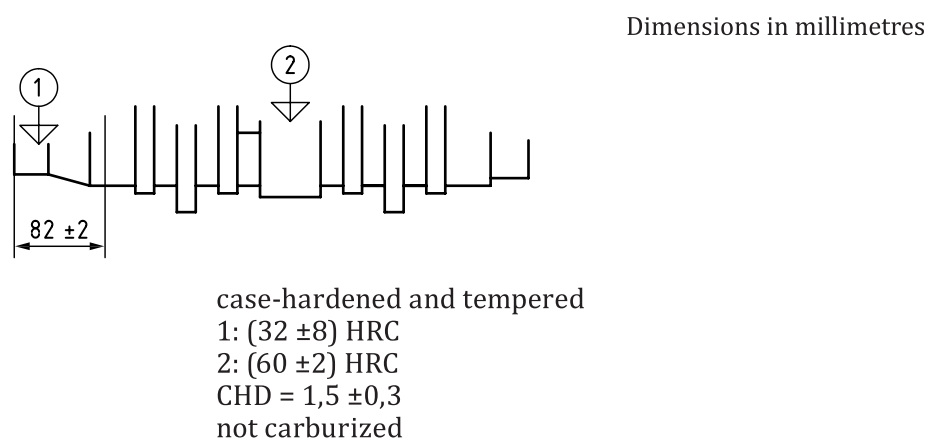 Dimensions in millimetres
2
1
82 ±2
case-hardened and tempered
1: (32 ±8) HRC
2: (60 ±2) HRC
CHD = 1,5 ±0,3
not carburized